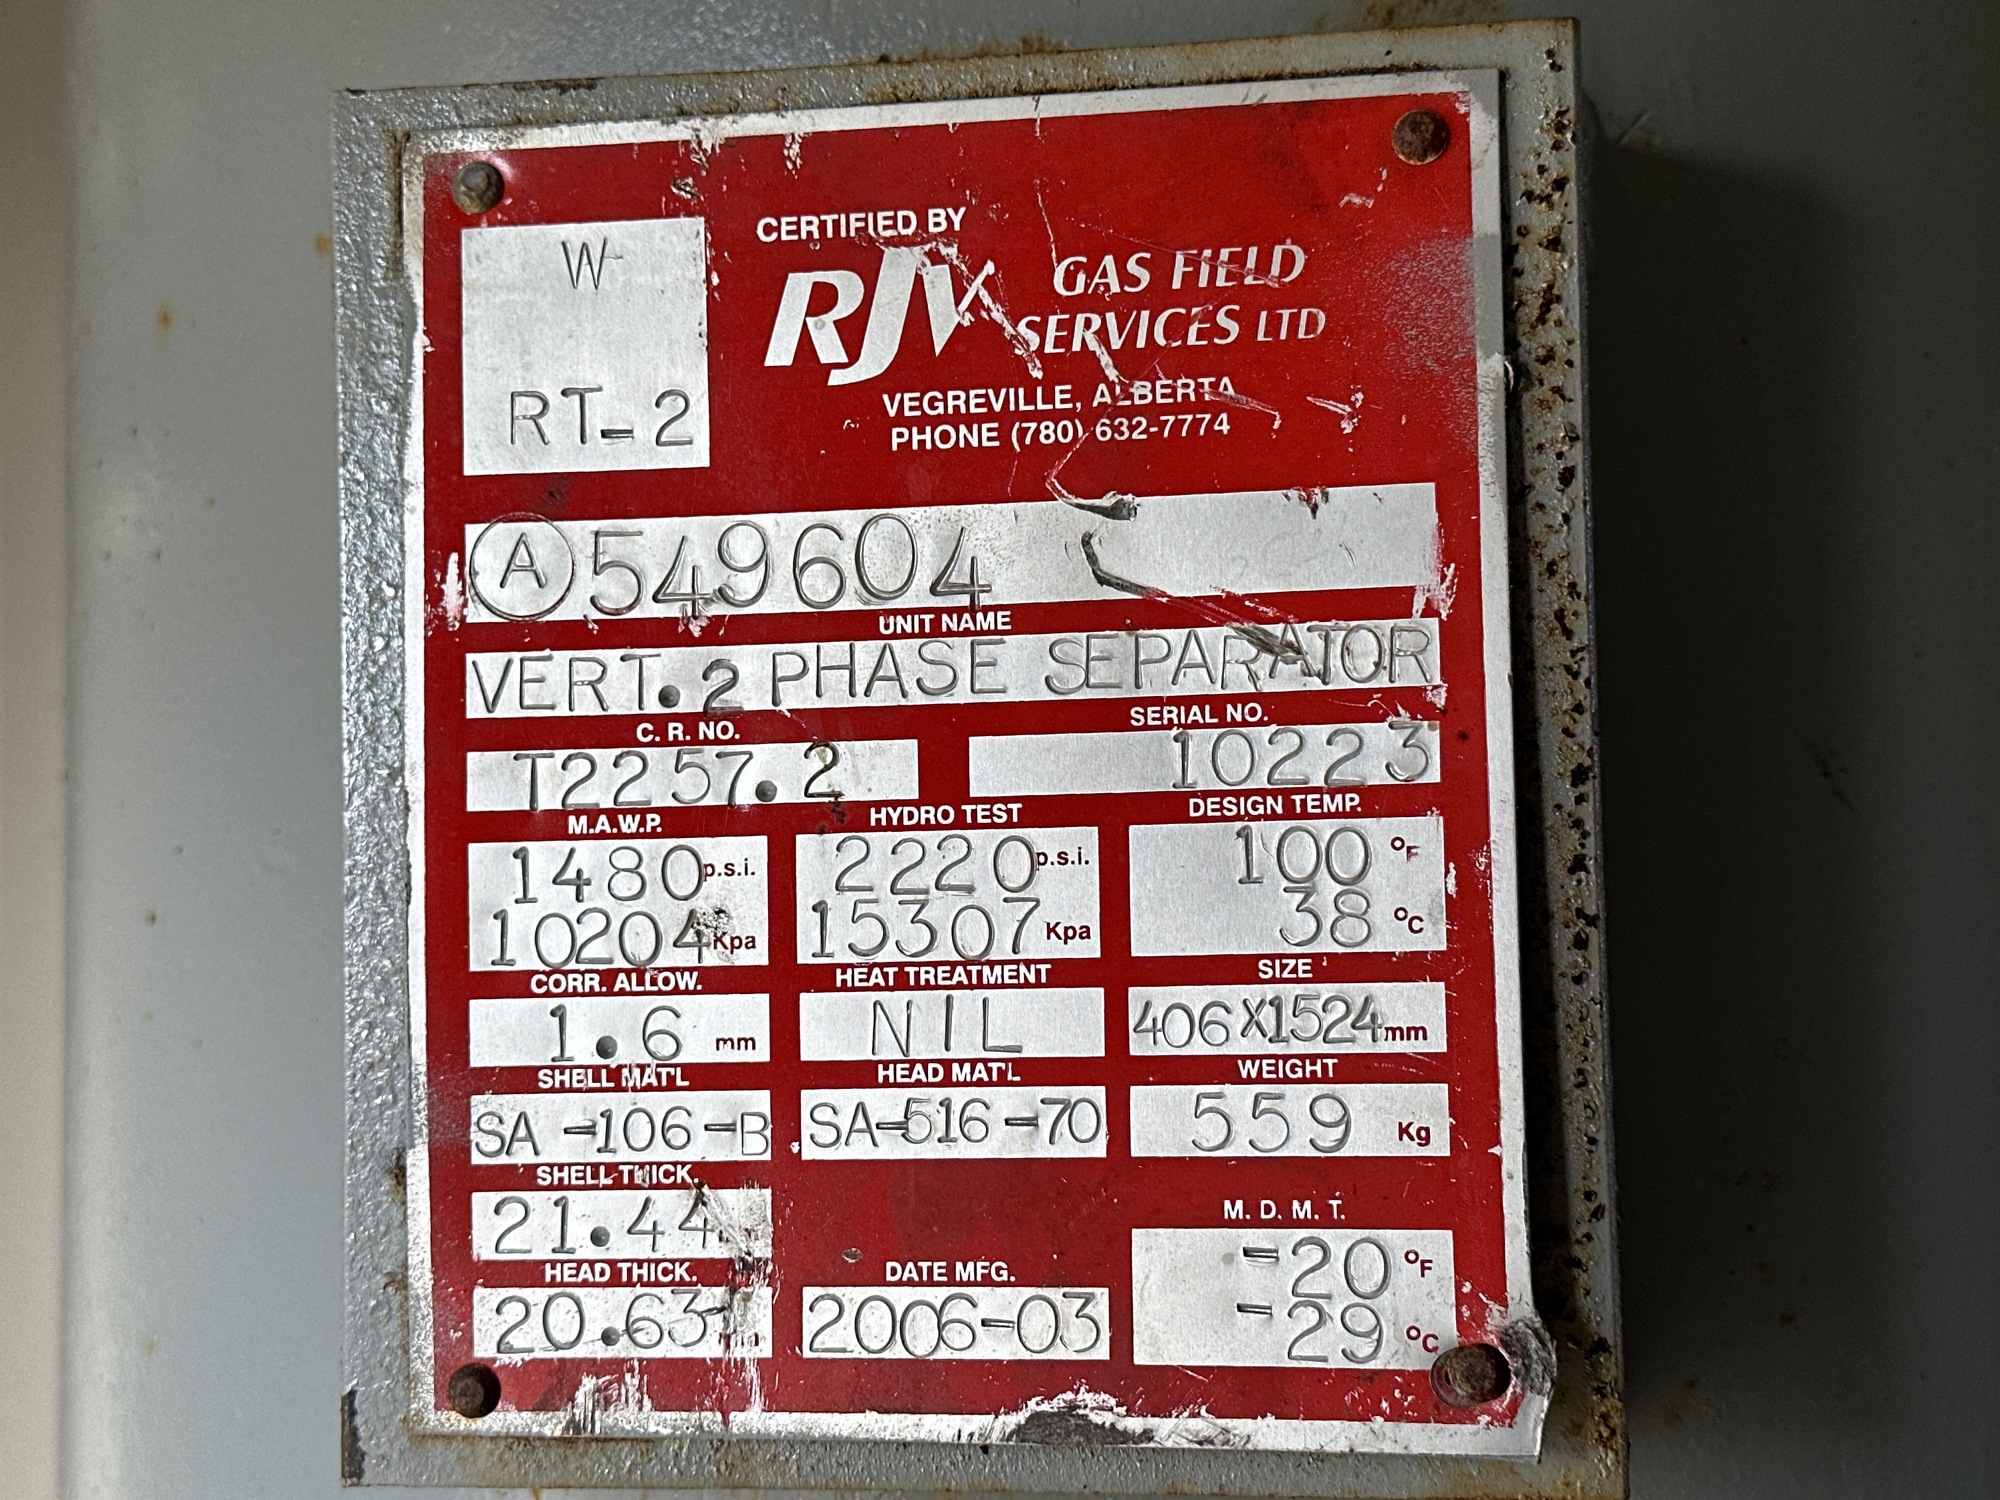 W
RT-2
CERTIFIED BY
RJV GAS FIELD
SERVICES LTD
VEGREVILLE, ALBERTA
PHONE (780) 632-7774
A 549604
UNIT NAME
VERT.2 PHASE SEPARATOR
C. R. NO. SERIAL NO.
T2257.2 10223
M.A.W.P. HYDRO TEST DESIGN TEMP.
1480 p.s.i. 2220 p.s.i. 100 °F
10204 Kpa 15307 Kpa 38 °C
CORR. ALLOW. HEAT TREATMENT SIZE
1.6 mm NIL 406X1524 mm
SHELL MAT'L HEAD MAT'L WEIGHT
SA-106-B SA-516-70 559 Kg
SHELL THICK.
21.44
M. D. M. T.
-20 °F
HEAD THICK. DATE MFG.
20.63 2006-03 -29 °C